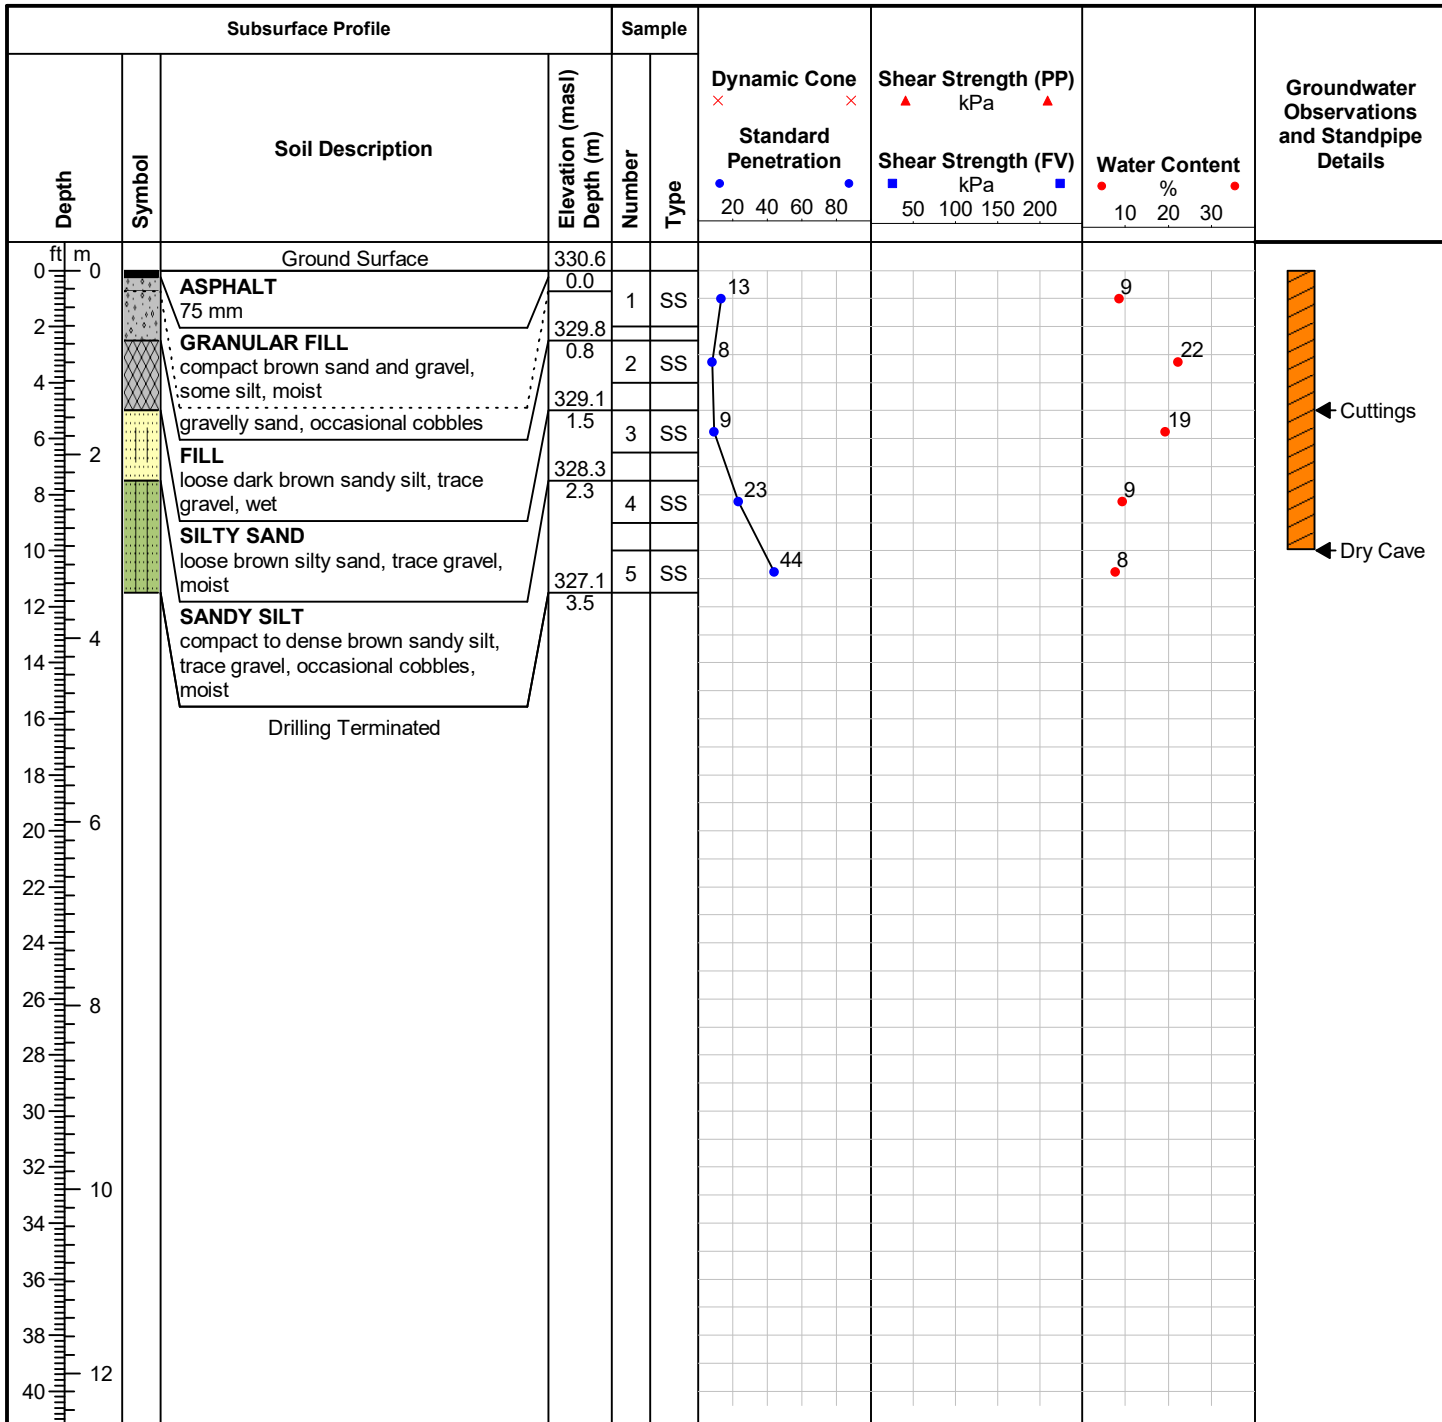 Subsurface Profile
Sample
Depth
Symbol
Soil Description
Elevation (masl)
Depth (m)
Number
Type
Dynamic Cone
Standard
Penetration
20 40 60 80
Shear Strength (PP)
kPa
Shear Strength (FV)
kPa
50 100 150 200
Water Content
%
10 20 30
Groundwater
Observations
and Standpipe
Details
ft m
Ground Surface
330.6
0 0
0.0
ASPHALT
75 mm
1 SS
13
9
2
329.8
0.8
GRANULAR FILL
compact brown sand and gravel,
some silt, moist
2 SS
8
22
4
329.1
1.5
gravelly sand, occasional cobbles
3 SS
9
19
Cuttings
6
2
FILL
loose dark brown sandy silt, trace
gravel, wet
328.3
2.3
8
4 SS
23
9
SILTY SAND
loose brown silty sand, trace gravel,
moist
10
5 SS
44
8
Dry Cave
327.1
3.5
12
SANDY SILT
compact to dense brown sandy silt,
trace gravel, occasional cobbles,
moist
4
14
16
Drilling Terminated
18
20
6
22
24
26
8
28
30
32
10
34
36
38
12
40